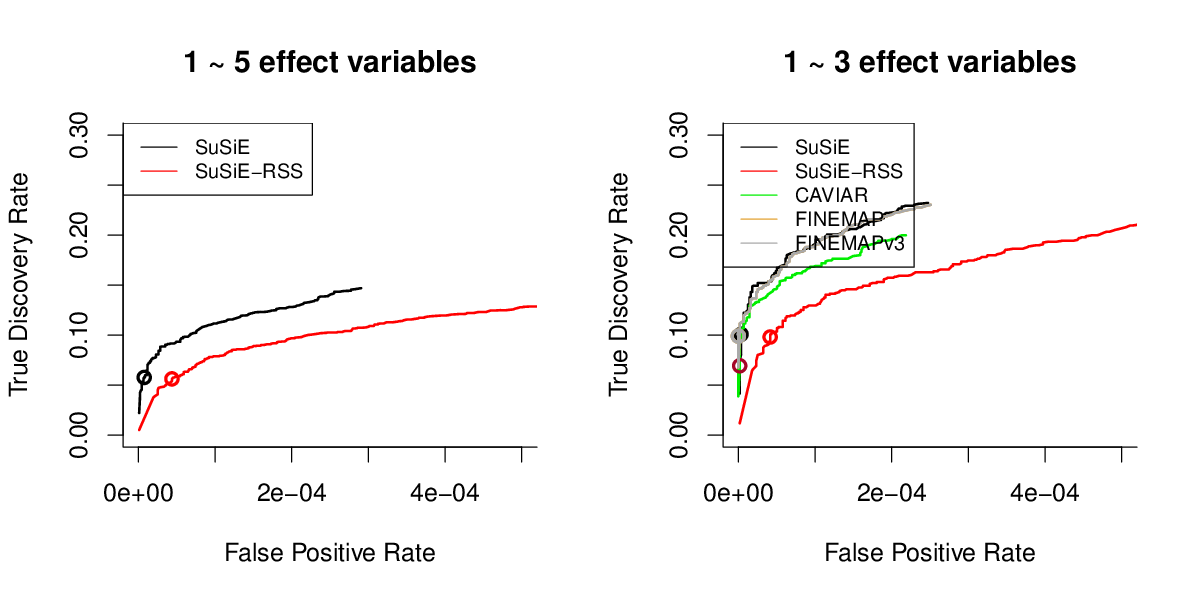 1 ~ 5 effect variables
True Discovery Rate
0.30
0.20
0.10
0.00
SuSiE
SuSiE−RSS
0e+00 2e−04 4e−04
False Positive Rate
1 ~ 3 effect variables
True Discovery Rate
0.30
0.20
0.10
0.00
SuSiE
SuSiE−RSS
CAVIAR
FINEMAP
FINEMAPv3
0e+00 2e−04 4e−04
False Positive Rate